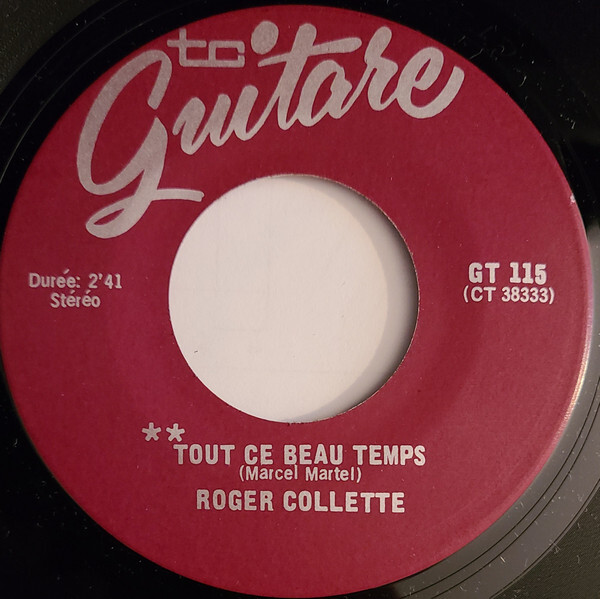 tc
Guitare
Durée: 2'41
Stéréo
GT 115
(CT 38333)
**TOUT CE BEAU TEMPS
(Marcel Martel)
ROGER COLLETTE